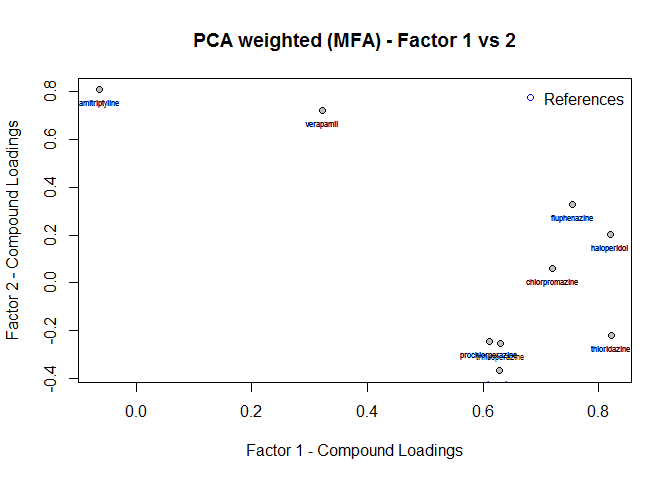 PCA weighted (MFA) - Factor 1 vs 2
References
amitriptyline
verapamil
fluphenazine
haloperidol
chlorpromazine
thioridazine
prochlorperazine
Factor 2 - Compound Loadings
-0.4
-0.2
0.0
0.2
0.4
0.6
0.8
0.0
0.2
0.4
0.6
0.8
Factor 1 - Compound Loadings